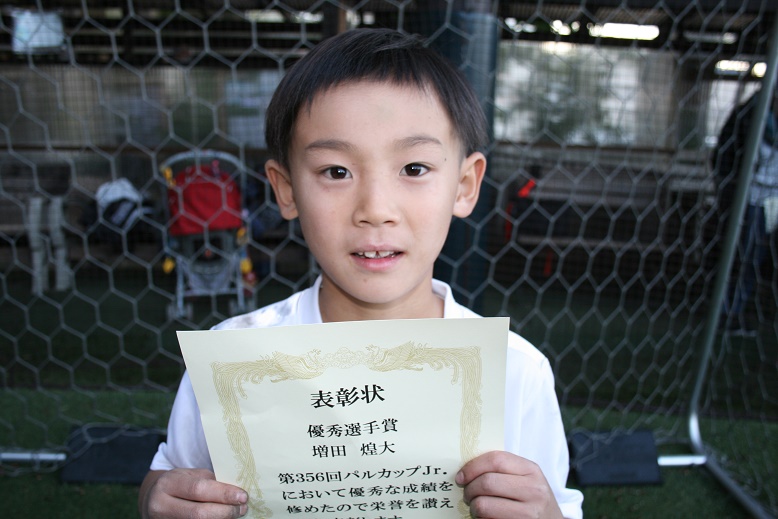 表彰状
優秀選手賞
増田 煌大
第356回パルカップJr.
において優秀な成績を
修めたので栄誉を讃え